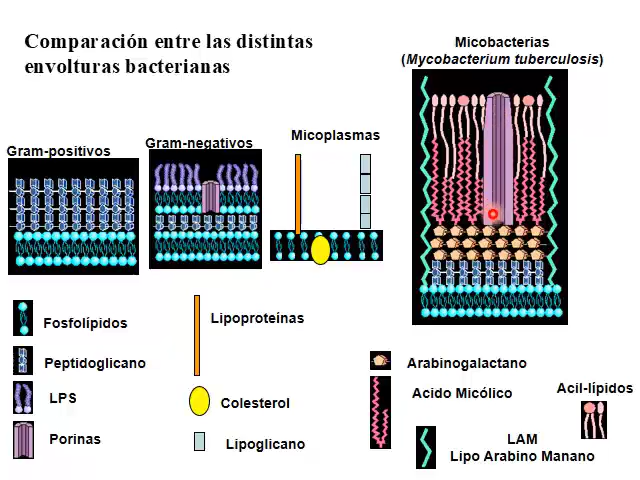 Comparación entre las distintas
envolturas bacterianas
Micobacterias
(Mycobacterium tuberculosis)
Gram-positivos
Gram-negativos
Micoplasmas
Fosfolípidos
Peptidoglicano
LPS
Porinas
Lipoproteínas
Colesterol
Lipoglicano
Arabinogalactano
Acido Micólico
Acil-lípidos
LAM
Lipo Arabino Manano